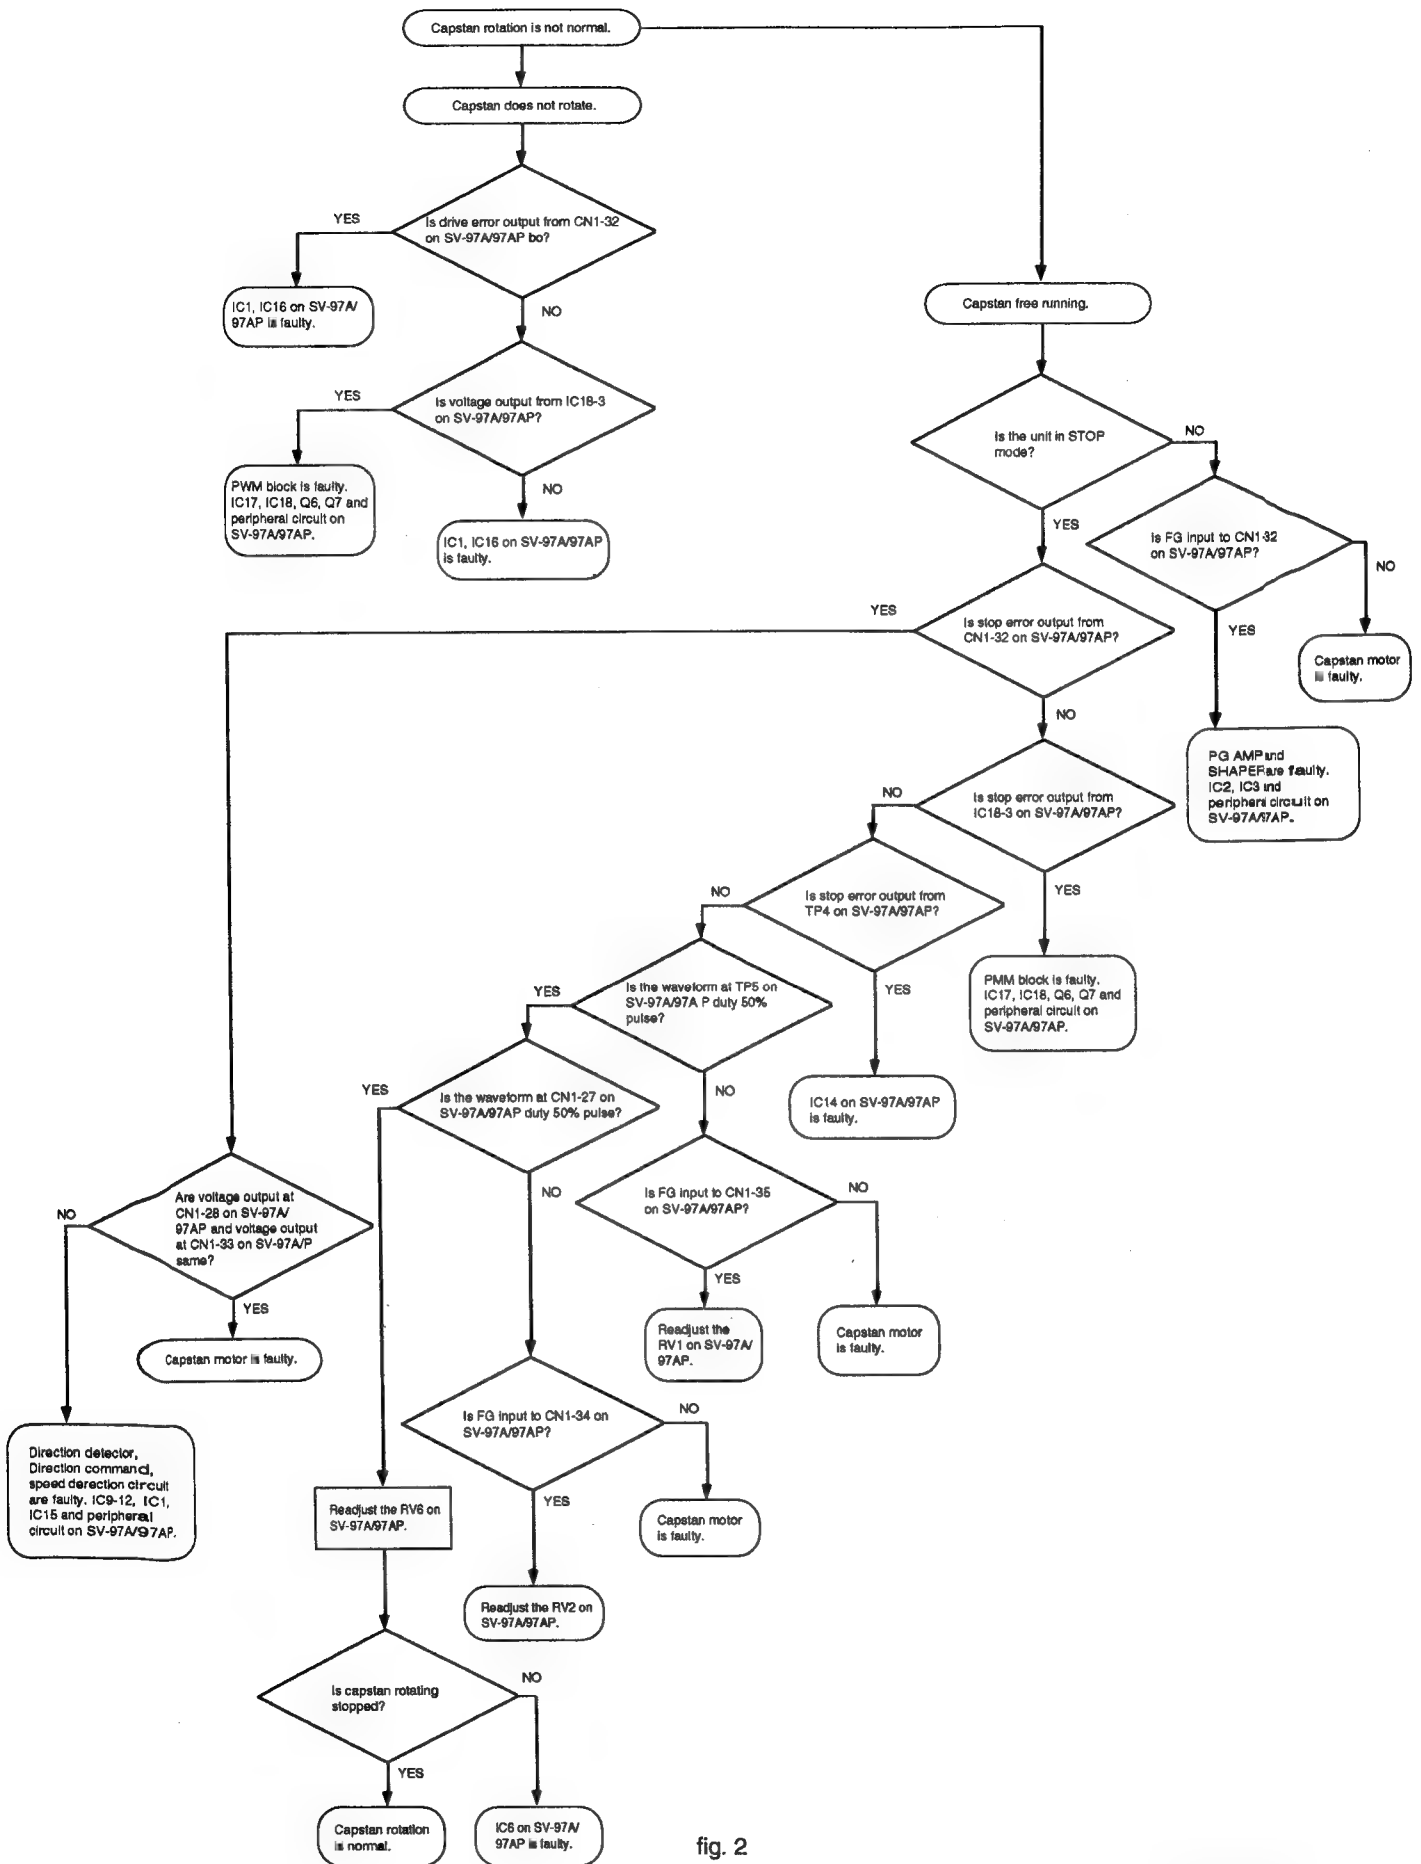 Capstan rotation is not normal.
Capstan does not rotate.
Is drive error output from CN1-32
on SV-97A/97AP bo?
YES
IC1, IC16 on SV-97A/
97AP is faulty.
NO
Is voltage output from IC18-3
on SV-97A/97AP?
YES
PWM block is faulty.
IC17, IC18, Q6, Q7 and
peripheral circuit on
SV-97A/97AP.
NO
IC1, IC16 on SV-97A/97AP
is faulty.
Capstan free running.
Is the unit in STOP
mode?
NO
YES
Is FG input to CN1-32
on SV-97A/97AP?
NO
YES
Capstan motor
is faulty.
PG AMP and
SHAPER are faulty.
IC2, IC3 and
peripheral circuit on
SV-97A/97AP.
Is stop error output from
CN1-32 on SV-97A/97AP?
YES
NO
Is stop error output from
IC18-3 on SV-97A/97AP?
NO
YES
PMM block is faulty.
IC17, IC18, Q6, Q7 and
peripheral circuit on
SV-97A/97AP.
Is stop error output from
TP4 on SV-97A/97AP?
NO
YES
IC14 on SV-97A/97AP
is faulty.
Is the waveform at TP5 on
SV-97A/97A P duty 50%
pulse?
YES
NO
Is the waveform at CN1-27 on
SV-97A/97AP duty 50% pulse?
YES
NO
Is FG input to CN1-35
on SV-97A/97AP?
NO
YES
Readjust the
RV1 on SV-97A/
97AP.
Capstan motor
is faulty.
Are voltage output at
CN1-28 on SV-97A/
97AP and voltage output
at CN1-33 on SV-97A/P
same?
NO
YES
Capstan motor is faulty.
Direction detector,
Direction command,
speed derection circuit
are faulty. IC9-12, IC1,
IC15 and peripheral
circuit on SV-97A/97AP.
Is FG input to CN1-34 on
SV-97A/97AP?
NO
YES
Capstan motor
is faulty.
Readjust the RV2 on
SV-97A/97AP.
Readjust the RV6 on
SV-97A/97AP.
Is capstan rotating
stopped?
NO
YES
Capstan rotation
is normal.
IC6 on SV-97A/
97AP is faulty.
fig. 2